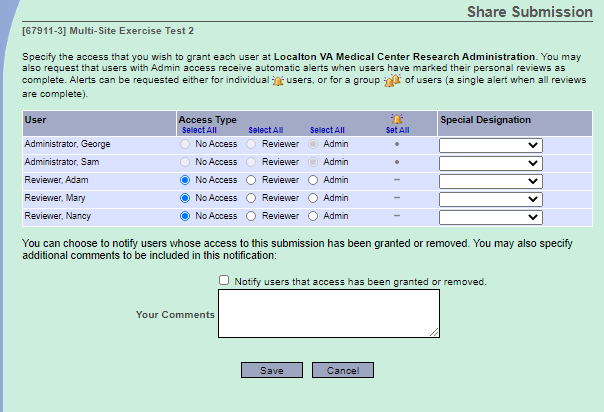 Share Submission
[67911-3] Multi-Site Exercise Test 2
Specify the access that you wish to grant each user at Localton VA Medical Center Research Administration. You may
also request that users with Admin access receive automatic alerts when users have marked their personal reviews as
complete. Alerts can be requested either for individual users, or for a group of users (a single alert when all reviews
are complete).
User Access Type Special Designation
Select All Select All Select All Set All
Administrator, George No Access Reviewer Admin
Administrator, Sam No Access Reviewer Admin
Reviewer, Adam No Access Reviewer Admin –
Reviewer, Mary No Access Reviewer Admin –
Reviewer, Nancy No Access Reviewer Admin –
You can choose to notify users whose access to this submission has been granted or removed. You may also specify
additional comments to be included in this notification:
Notify users that access has been granted or removed.
Your Comments
Save Cancel